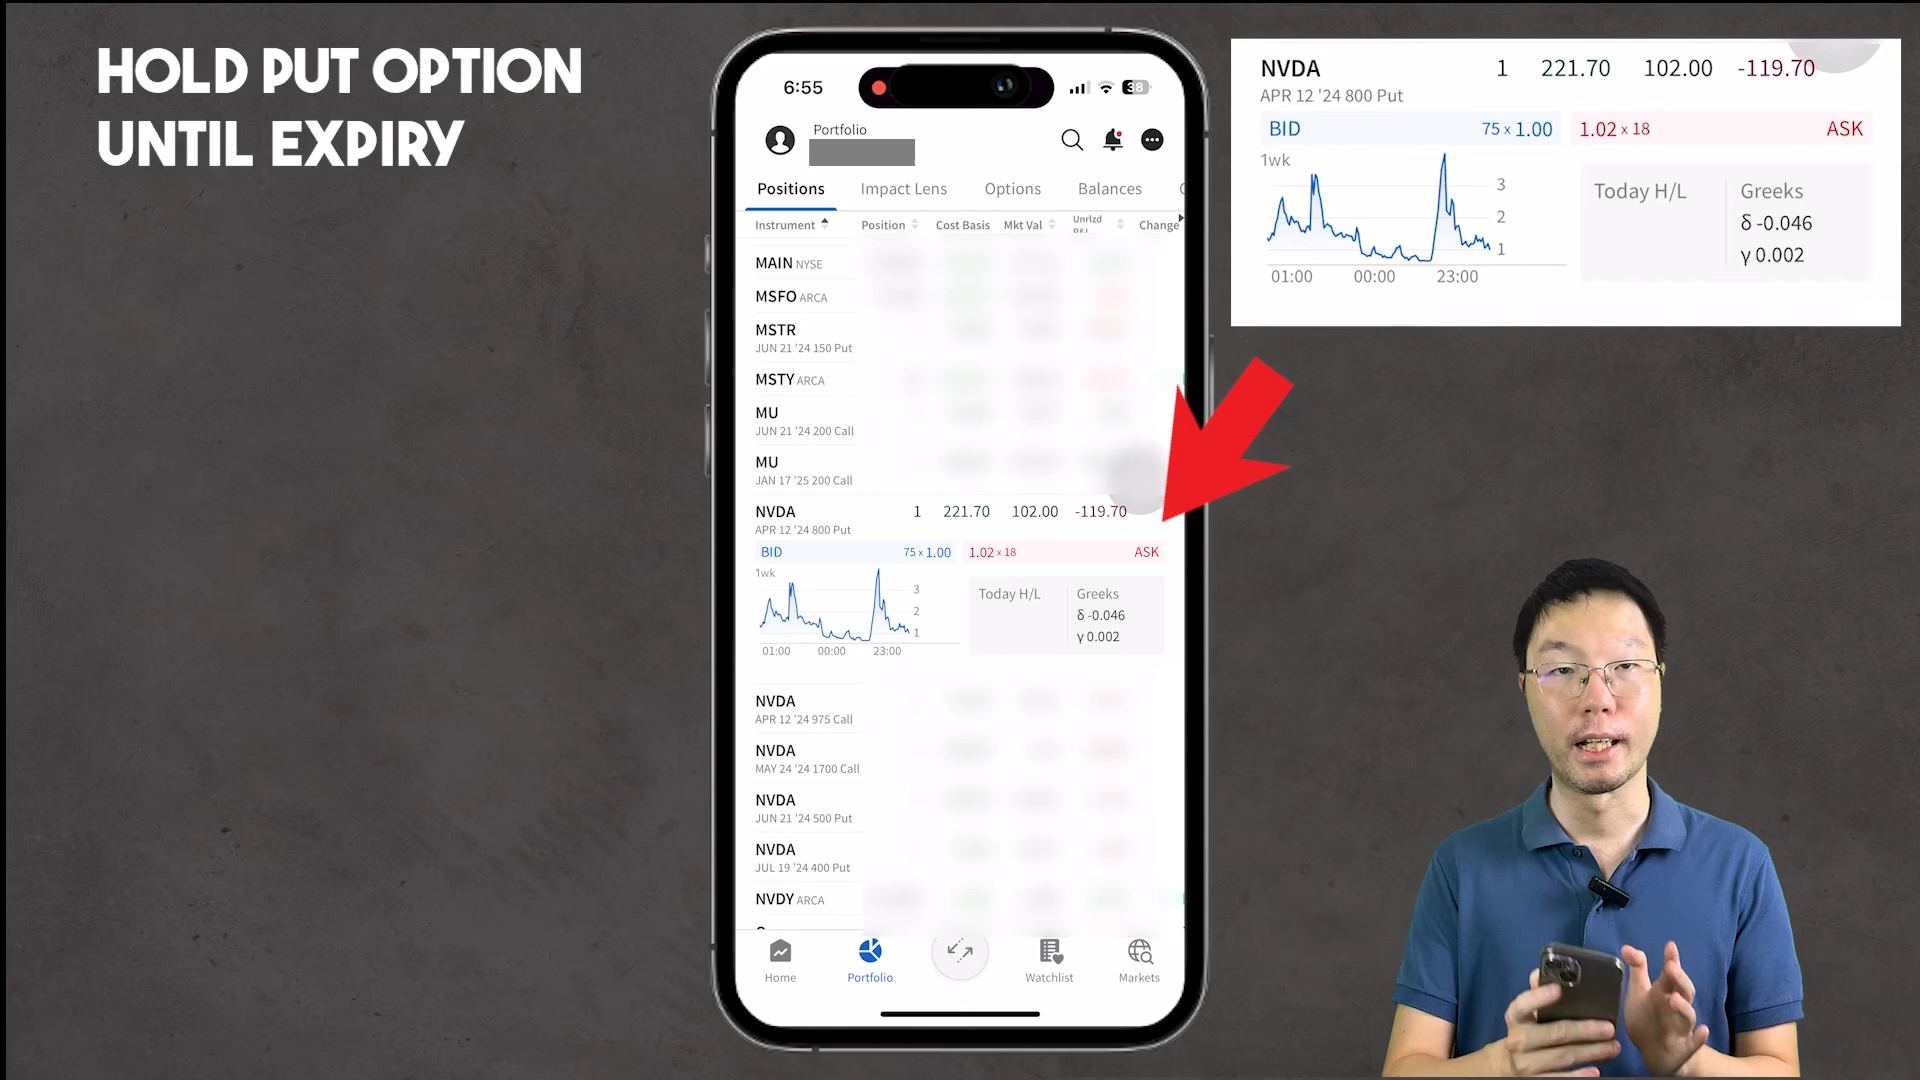 HOLD PUT OPTION
UNTIL EXPIRY
6:55
38
Portfolio
Positions Impact Lens Options Balances
Instrument Position Cost Basis Mkt Val Unrlzd P&L Change
MAIN NYSE
MSFO ARCA
MSTR
JUN 21 '24 150 Put
MSTY ARCA
MU
JUN 21 '24 200 Call
MU
JAN 17 '25 200 Call
NVDA 1 221.70 102.00 -119.70
APR 12 '24 800 Put
BID 75 x 1.00 1.02 x 18 ASK
1wk
3
2
1
01:00 00:00 23:00
Today H/L
Greeks
δ -0.046
γ 0.002
NVDA
APR 12 '24 975 Call
NVDA
MAY 24 '24 1700 Call
NVDA
JUN 21 '24 500 Put
NVDA
JUL 19 '24 400 Put
NVDY ARCA
Home Portfolio Watchlist Markets
NVDA 1 221.70 102.00 -119.70
APR 12 '24 800 Put
BID 75 x 1.00 1.02 x 18 ASK
1wk
3
2
1
01:00 00:00 23:00
Today H/L
Greeks
δ -0.046
γ 0.002